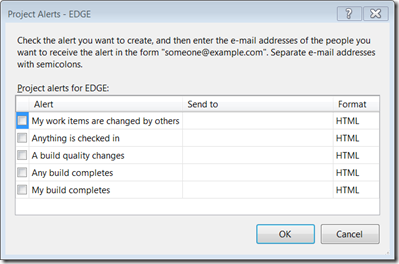 Project Alerts - EDGE
Check the alert you want to create, and then enter the e-mail addresses of the people you
want to receive the alert in the form "someone@example.com". Separate e-mail addresses
with semicolons.
Project alerts for EDGE:
Alert Send to Format
My work items are changed by others HTML
Anything is checked in HTML
A build quality changes HTML
Any build completes HTML
My build completes HTML
OK Cancel